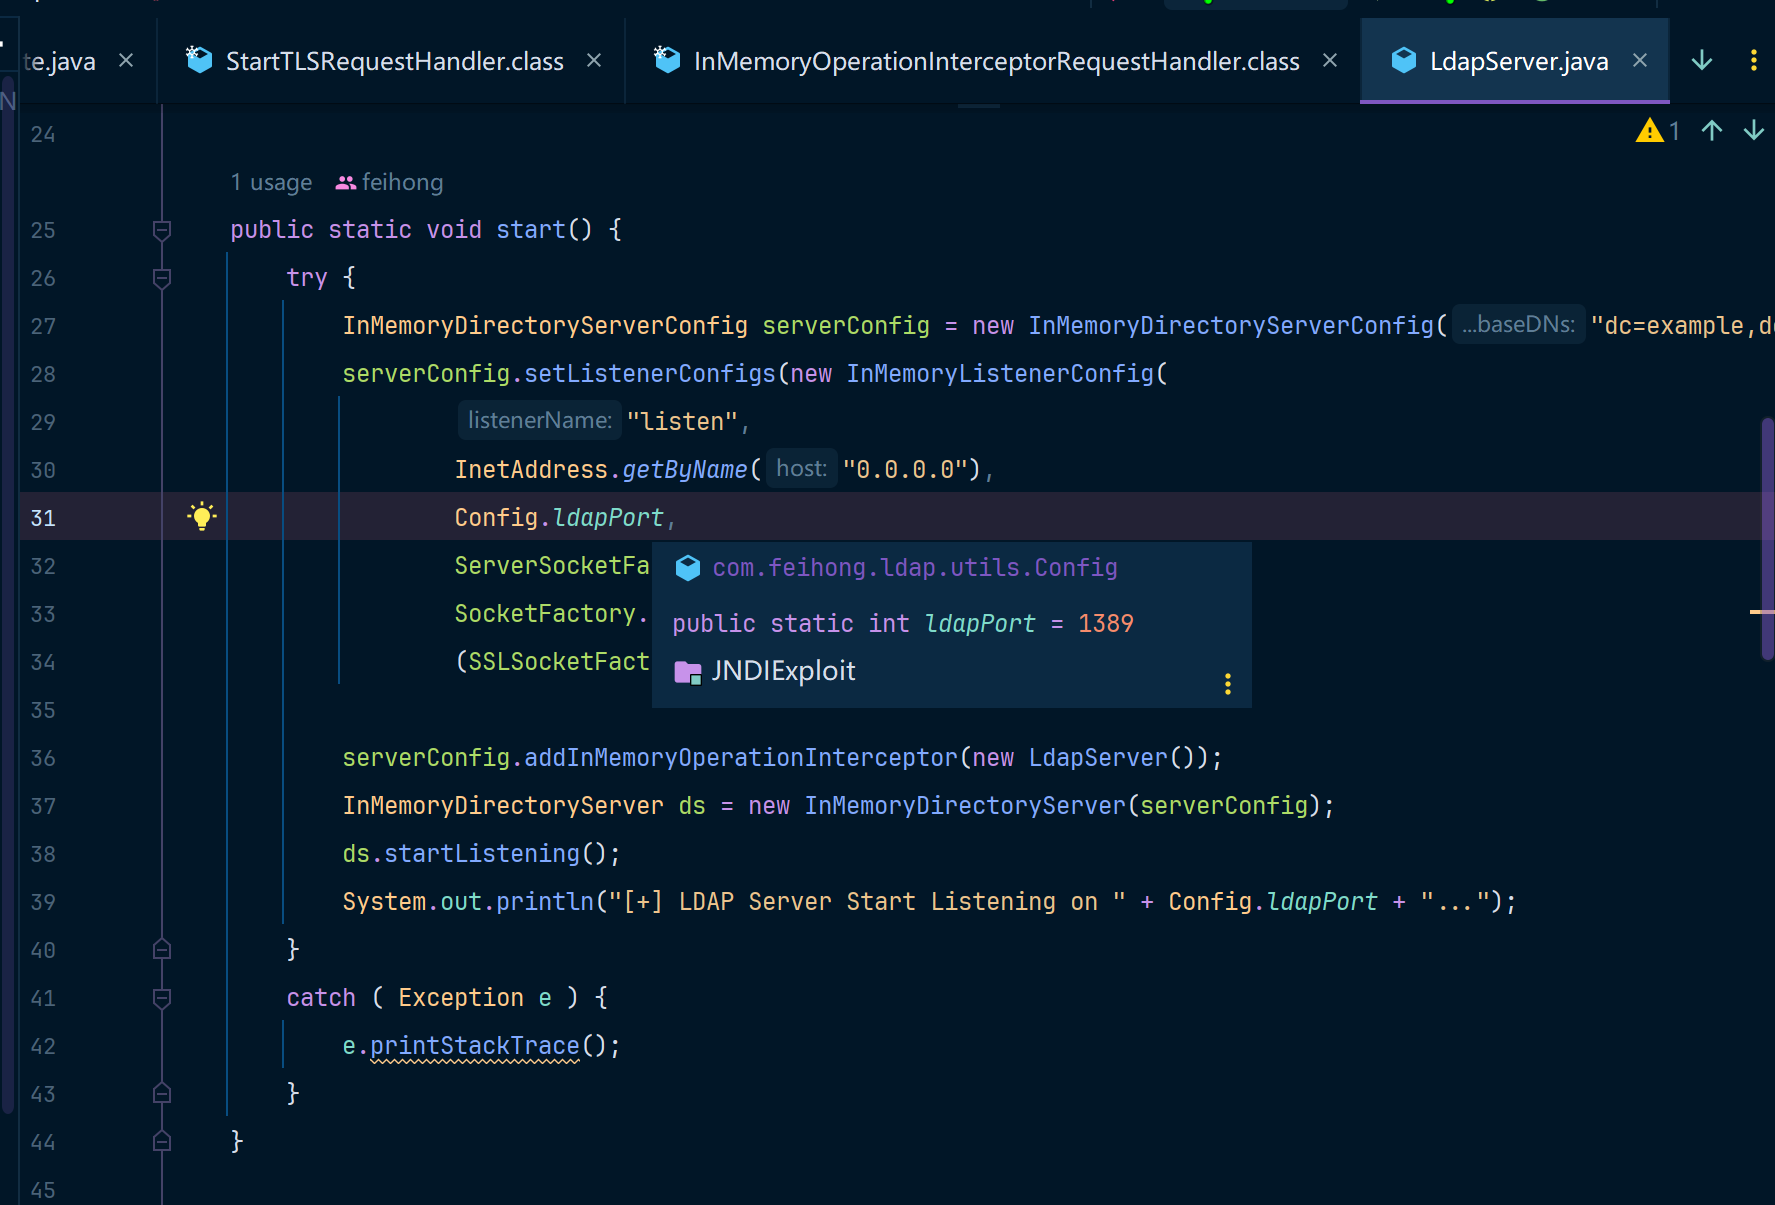 te.java
StartTLSRequestHandler.class
InMemoryOperationInterceptorRequestHandler.class
LdapServer.java
N
1
24
1 usage feihong
25 public static void start() {
26 try {
27 InMemoryDirectoryServerConfig serverConfig = new InMemoryDirectoryServerConfig( ...baseDNs: "dc=example,dc
28 serverConfig.setListenerConfigs(new InMemoryListenerConfig(
29 listenerName: "listen",
30 InetAddress.getByName( host: "0.0.0.0"),
31 Config.ldapPort,
32 ServerSocketFa
com.feihong.ldap.utils.Config
33 SocketFactory.
public static int ldapPort = 1389
34 (SSLSocketFact
JNDIExploit
35
36 serverConfig.addInMemoryOperationInterceptor(new LdapServer());
37 InMemoryDirectoryServer ds = new InMemoryDirectoryServer(serverConfig);
38 ds.startListening();
39 System.out.println("[+] LDAP Server Start Listening on " + Config.ldapPort + "...");
40 }
41 catch ( Exception e ) {
42 e.printStackTrace();
43 }
44 }
45